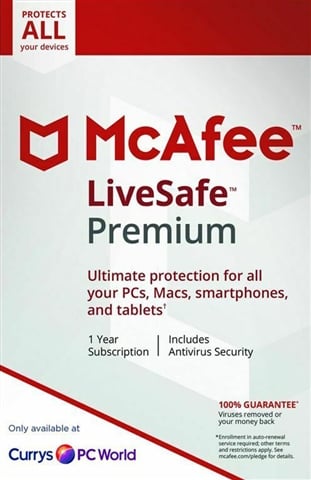 PROTECTS
ALL
your devices
McAfee™
LiveSafe™
Premium
Ultimate protection for all
your PCs, Macs, smartphones,
and tablets†
1 Year
Subscription
Includes
Antivirus Security
100% GUARANTEE*
Viruses removed or
your money back
*Enrollment in auto-renewal
service required; other terms
and restrictions apply. See
mcafee.com/pledge for details.
Only available at
Currys PC World